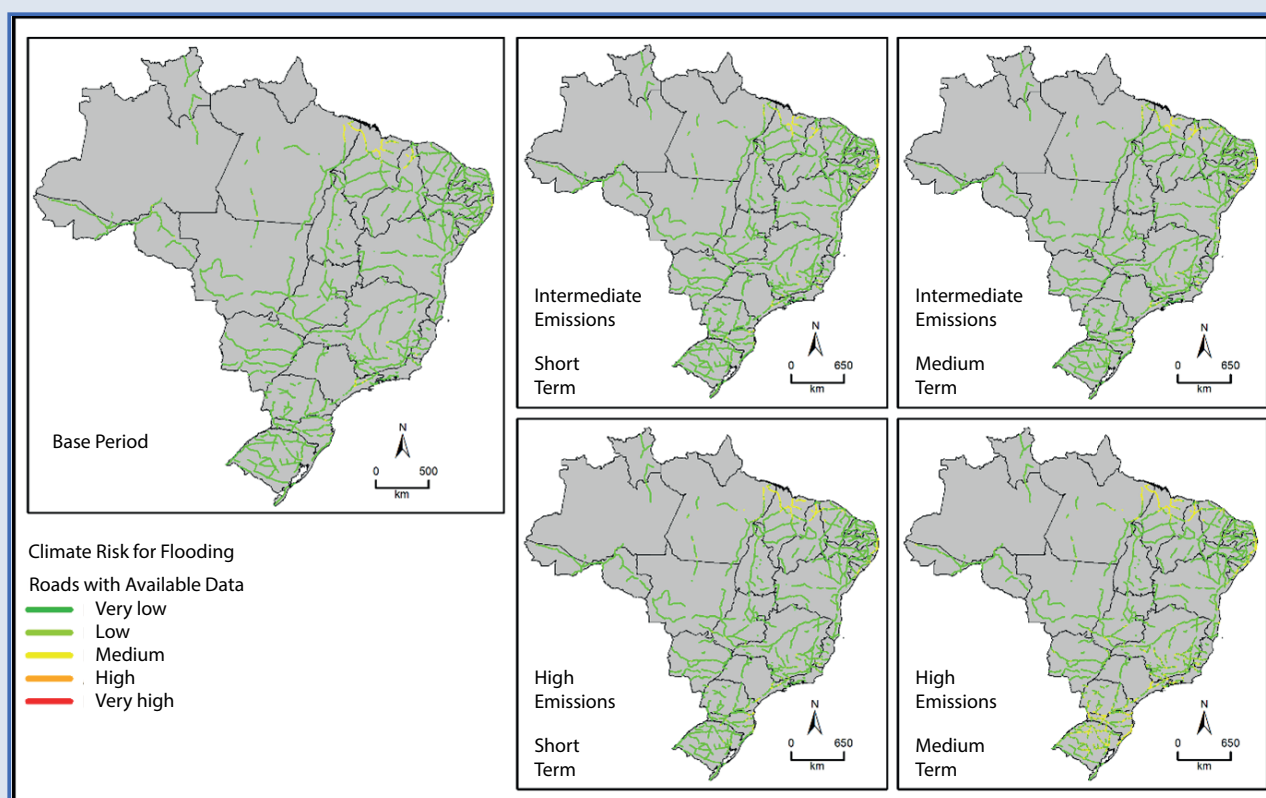 Base Period
N
0 500
km
Intermediate
Emissions
Short
Term
N
0 650
km
Intermediate
Emissions
Medium
Term
N
0 650
km
High
Emissions
Short
Term
N
0 650
km
High
Emissions
Medium
Term
N
0 650
km
Climate Risk for Flooding
Roads with Available Data
Very low
Low
Medium
High
Very high